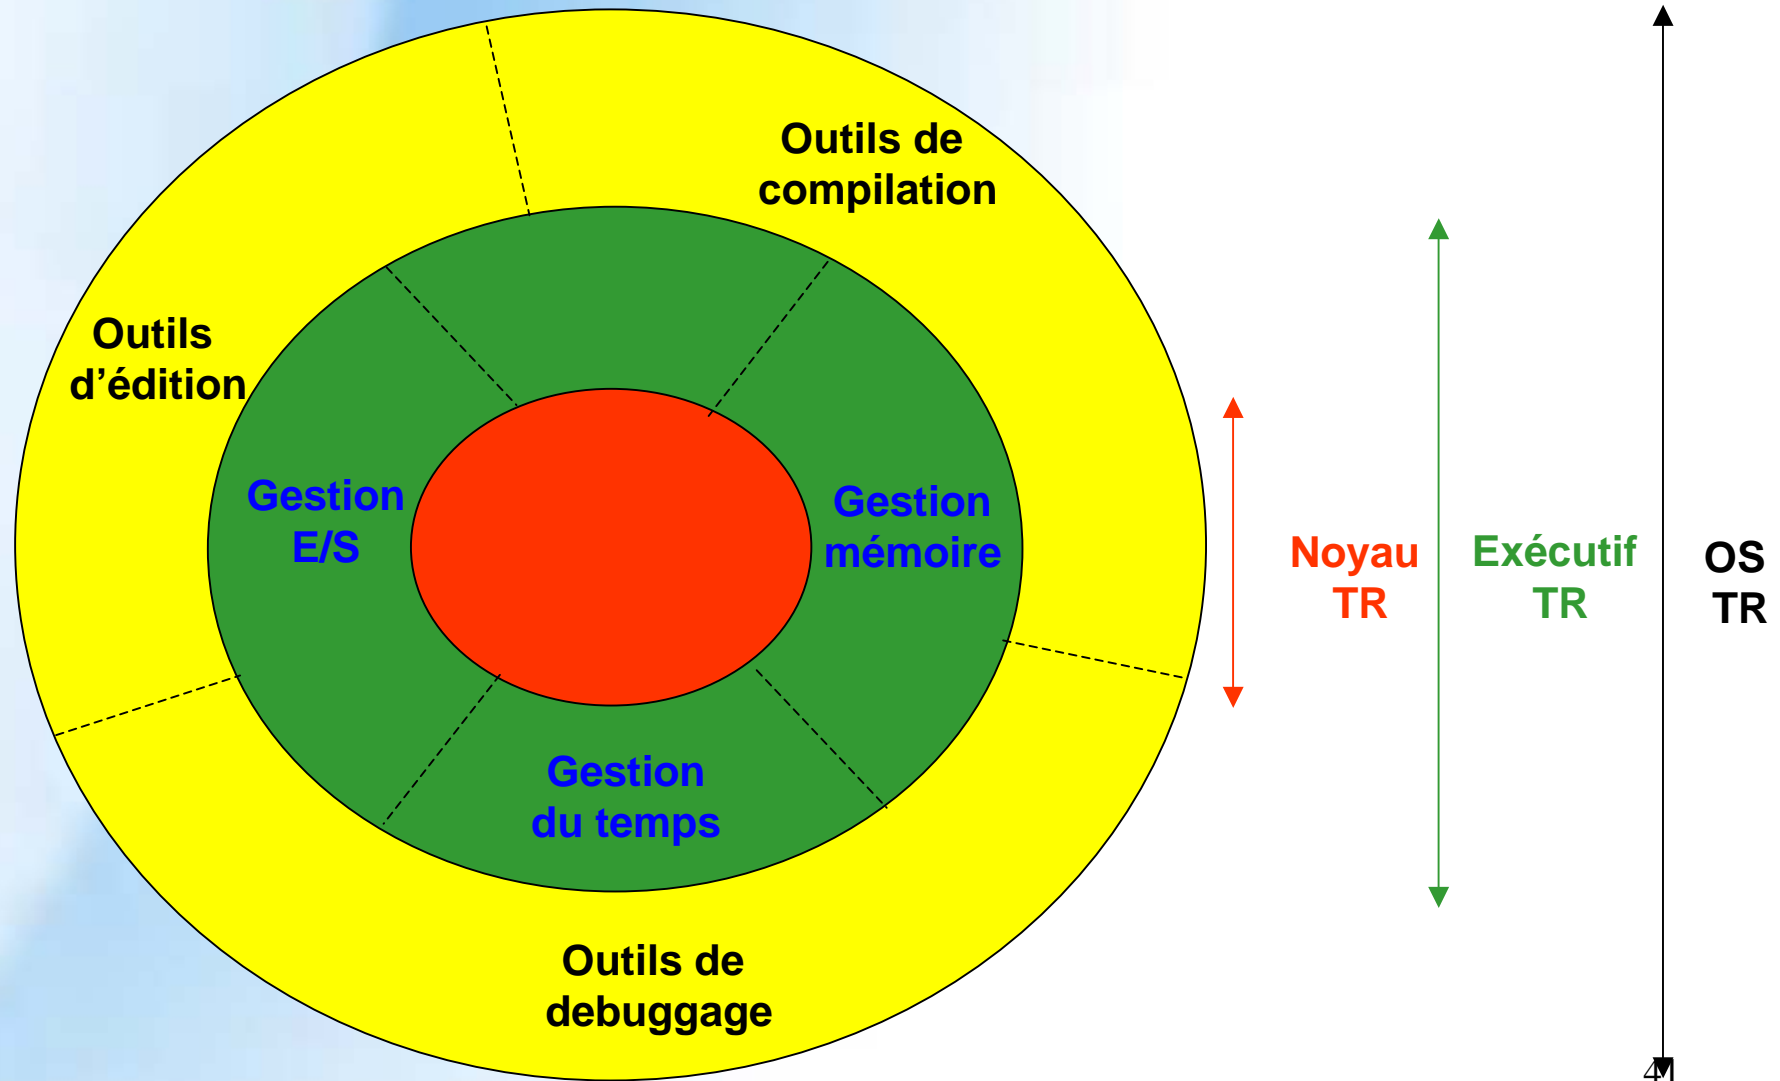 Outils de
compilation
Outils
d'édition
Gestion
E/S
Gestion
mémoire
Gestion
du temps
Outils de
debuggage
Noyau
TR
Exécutif
TR
OS
TR
41